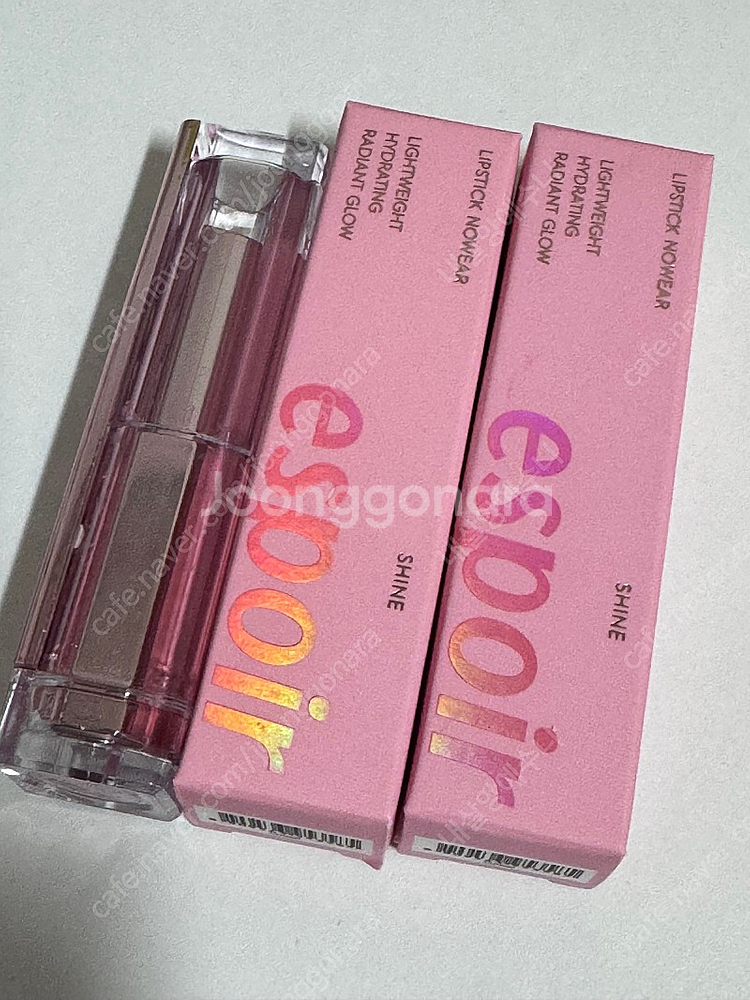 LIPSTICK NOWEAR
LIGHTWEIGHT
HYDRATING
RADIANT GLOW
espoir
SHINE
LIPSTICK NOWEAR
LIGHTWEIGHT
HYDRATING
RADIANT GLOW
espoir
SHINE
Joonggonara
cafe.naver.com/joonggonara